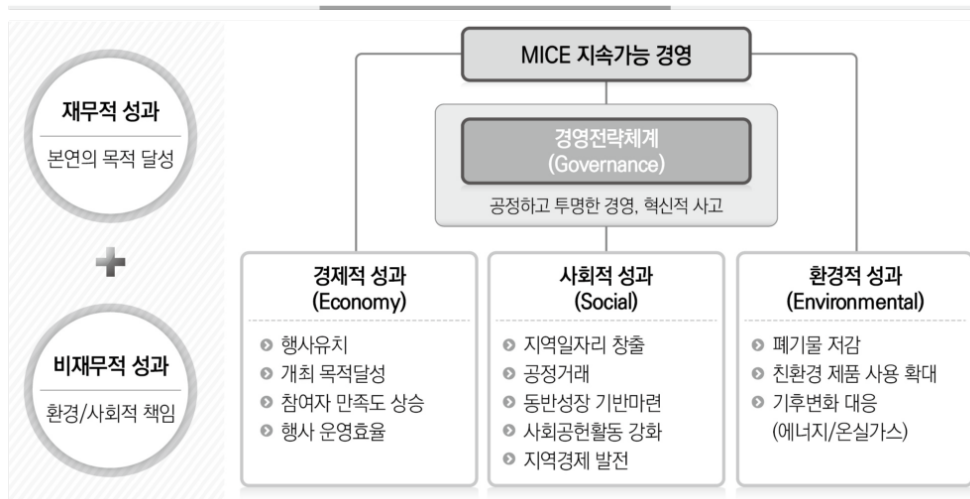 재무적 성과
본연의 목적 달성
비재무적 성과
환경/사회적 책임
MICE 지속가능 경영
경영전략체계
(Governance)
공정하고 투명한 경영, 혁신적 사고
경제적 성과
(Economy)
행사유치
개최 목적달성
참여자 만족도 상승
행사 운영효율
사회적 성과
(Social)
지역일자리 창출
공정거래
동반성장 기반마련
사회공헌활동 강화
지역경제 발전
환경적 성과
(Environmental)
폐기물 저감
친환경 제품 사용 확대
기후변화 대응
(에너지/온실가스)